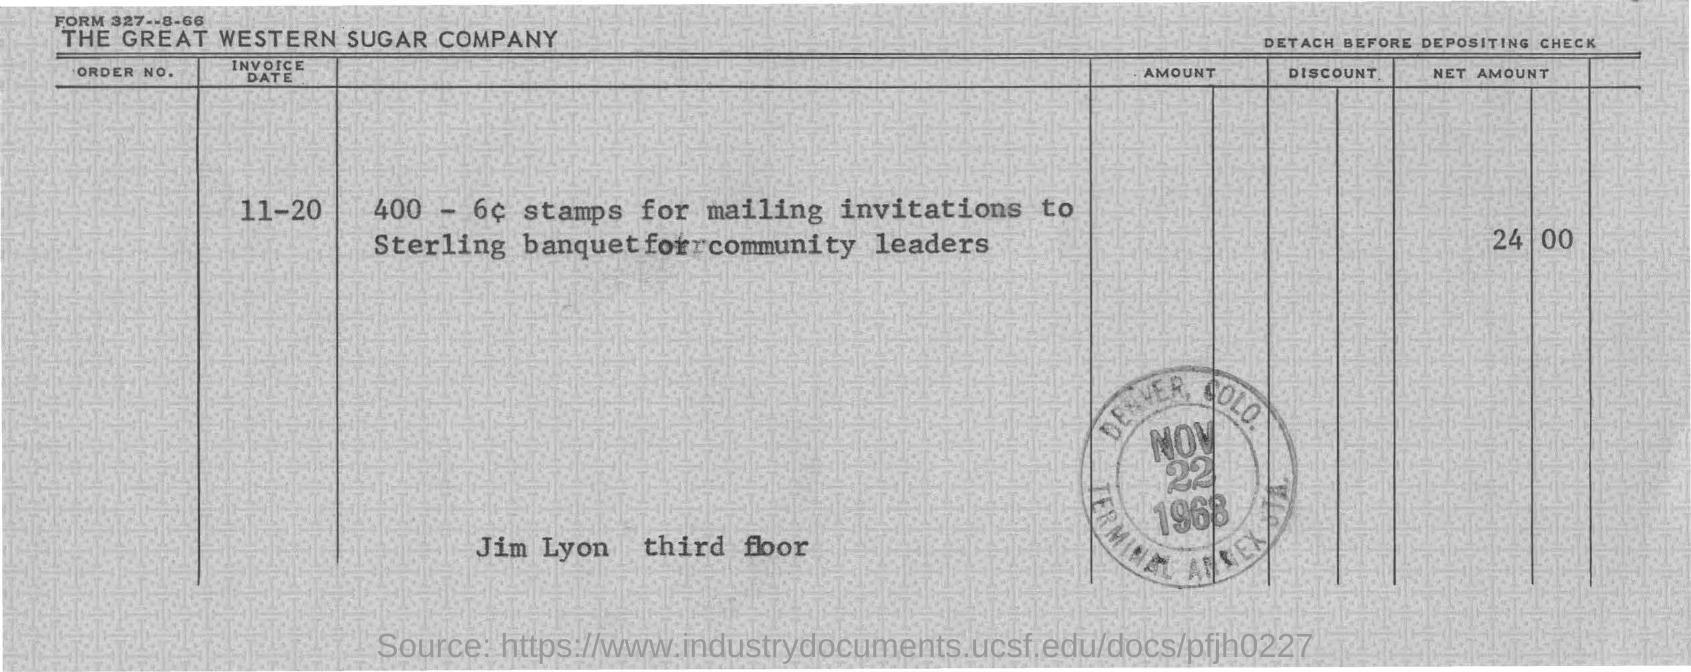 FORM 327--8-66
THE GREAT WESTERN SUGAR COMPANY
DETACH BEFORE DEPOSITING CHECK
ORDER NO. INVOICE DATE AMOUNT DISCOUNT NET AMOUNT
11-20 400 - 6¢ stamps for mailing invitations to
Sterling banquet for community leaders 24 00
DENVER, COLO.
NOV
22
1968
TERMINAL ANNEX STA.
Jim Lyon third floor
Source: https://www.industrydocuments.ucsf.edu/docs/pfjh0227